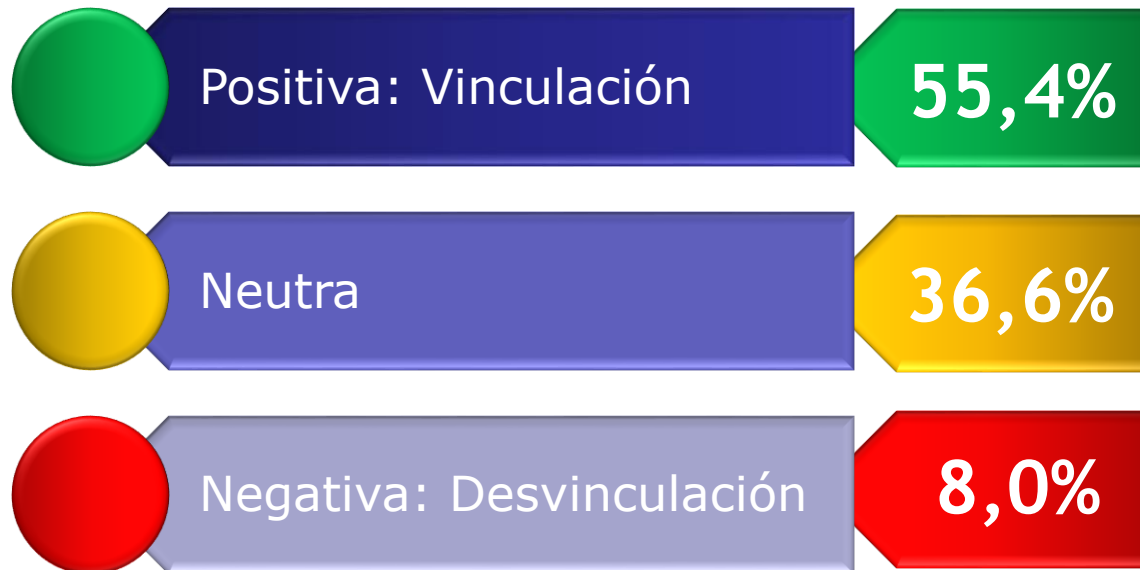 Positiva: Vinculación 55,4%
Neutra 36,6%
Negativa: Desvinculación 8,0%